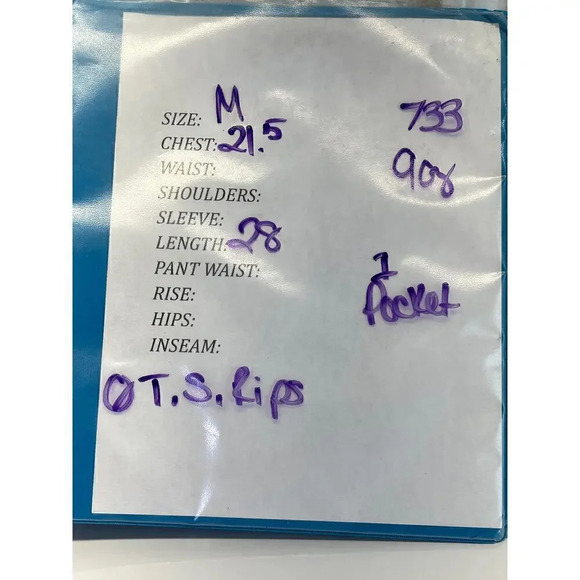 SIZE: M
733
CHEST: 21.5
WAIST:
9oz
SHOULDERS:
SLEEVE:
LENGTH: 28
PANT WAIST:
1
Pocket
RISE:
HIPS:
INSEAM:
0 T.S. Rips